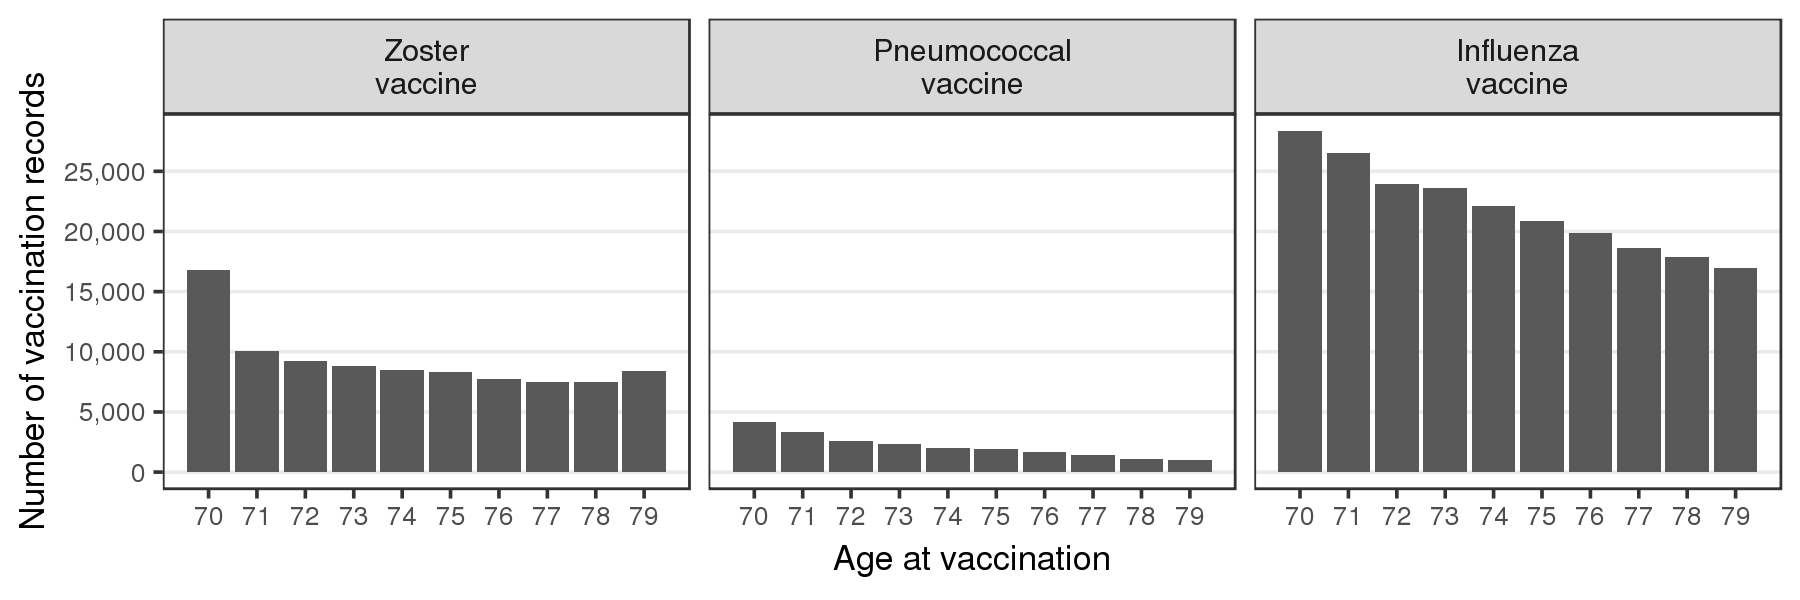 Zoster
vaccine
Pneumococcal
vaccine
Influenza
vaccine
Number of vaccination records
25,000
20,000
15,000
10,000
5,000
0
70 71 72 73 74 75 76 77 78 79
70 71 72 73 74 75 76 77 78 79
70 71 72 73 74 75 76 77 78 79
Age at vaccination